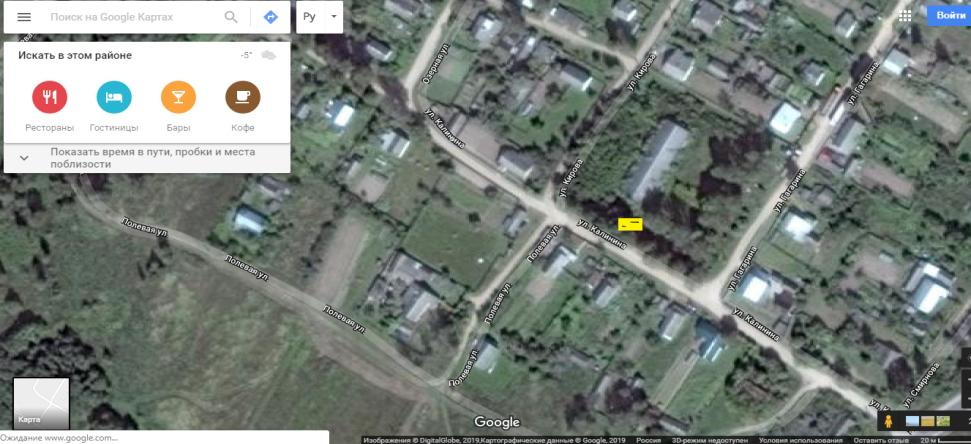 Поиск на Google Картах
Ру
Войти
Искать в этом районе
-5°
Рестораны
Гостиницы
Бары
Кофе
Показать время в пути, пробки и места
поблизости
Озерная ул
ул. Кирова
ул. Гагарина
ул. Калинина
ул. Кирова
ул. Гагарина
Полевая ул
ул. Калинина
Полевая ул
Полевая ул
ул. Гагарина
Полевая ул
Полевая ул
ул. Калинина
Полевая ул
ул. Смирнова
Карта
Google
Ожидание www.google.com...
Изображения © DigitalGlobe, 2019,Картографические данные © Google, 2019 Россия 3D-режим недоступен Условия использования Оставить отзыв 20 м